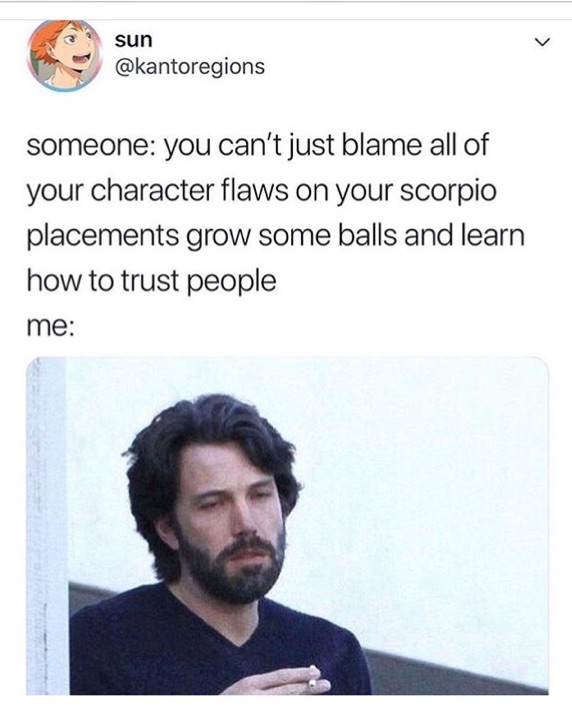 sun
@kantoregions
someone: you can't just blame all of
your character flaws on your scorpio
placements grow some balls and learn
how to trust people
me: